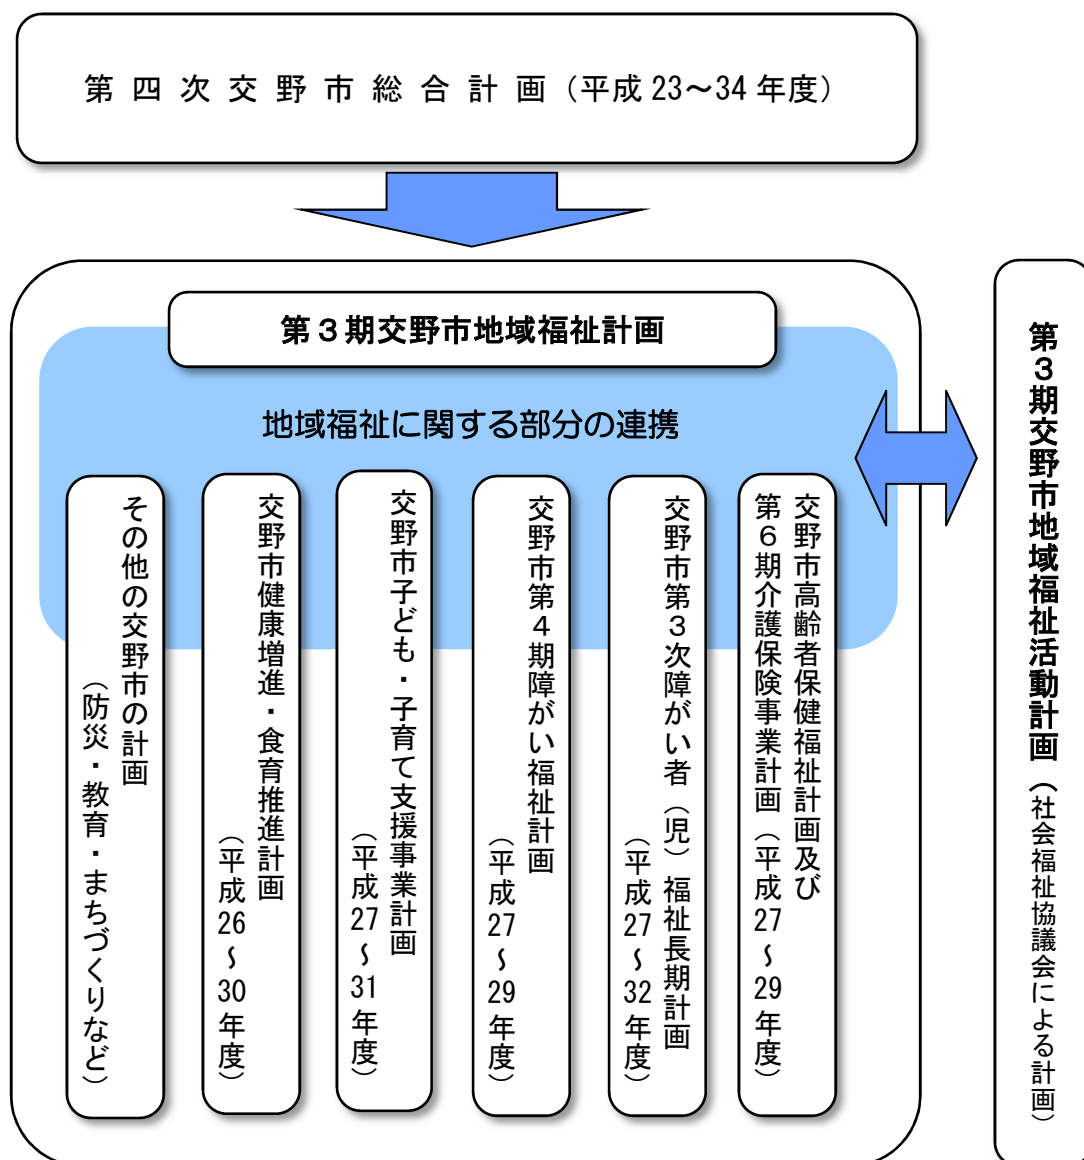 第四次交野市総合計画（平成23～34年度）
第３期交野市地域福祉計画
地域福祉に関する部分の連携
交野市高齢者保健福祉計画及び
第６期介護保険事業計画（平成27～29年度）
交野市第３次障がい者（児）福祉長期計画
（平成27～32年度）
交野市第４期障がい福祉計画
（平成27～29年度）
交野市子ども・子育て支援事業計画
（平成27～31年度）
交野市健康増進・食育推進計画
（平成26～30年度）
その他の交野市の計画
（防災・教育・まちづくりなど）
第３期交野市地域福祉活動計画（社会福祉協議会による計画）